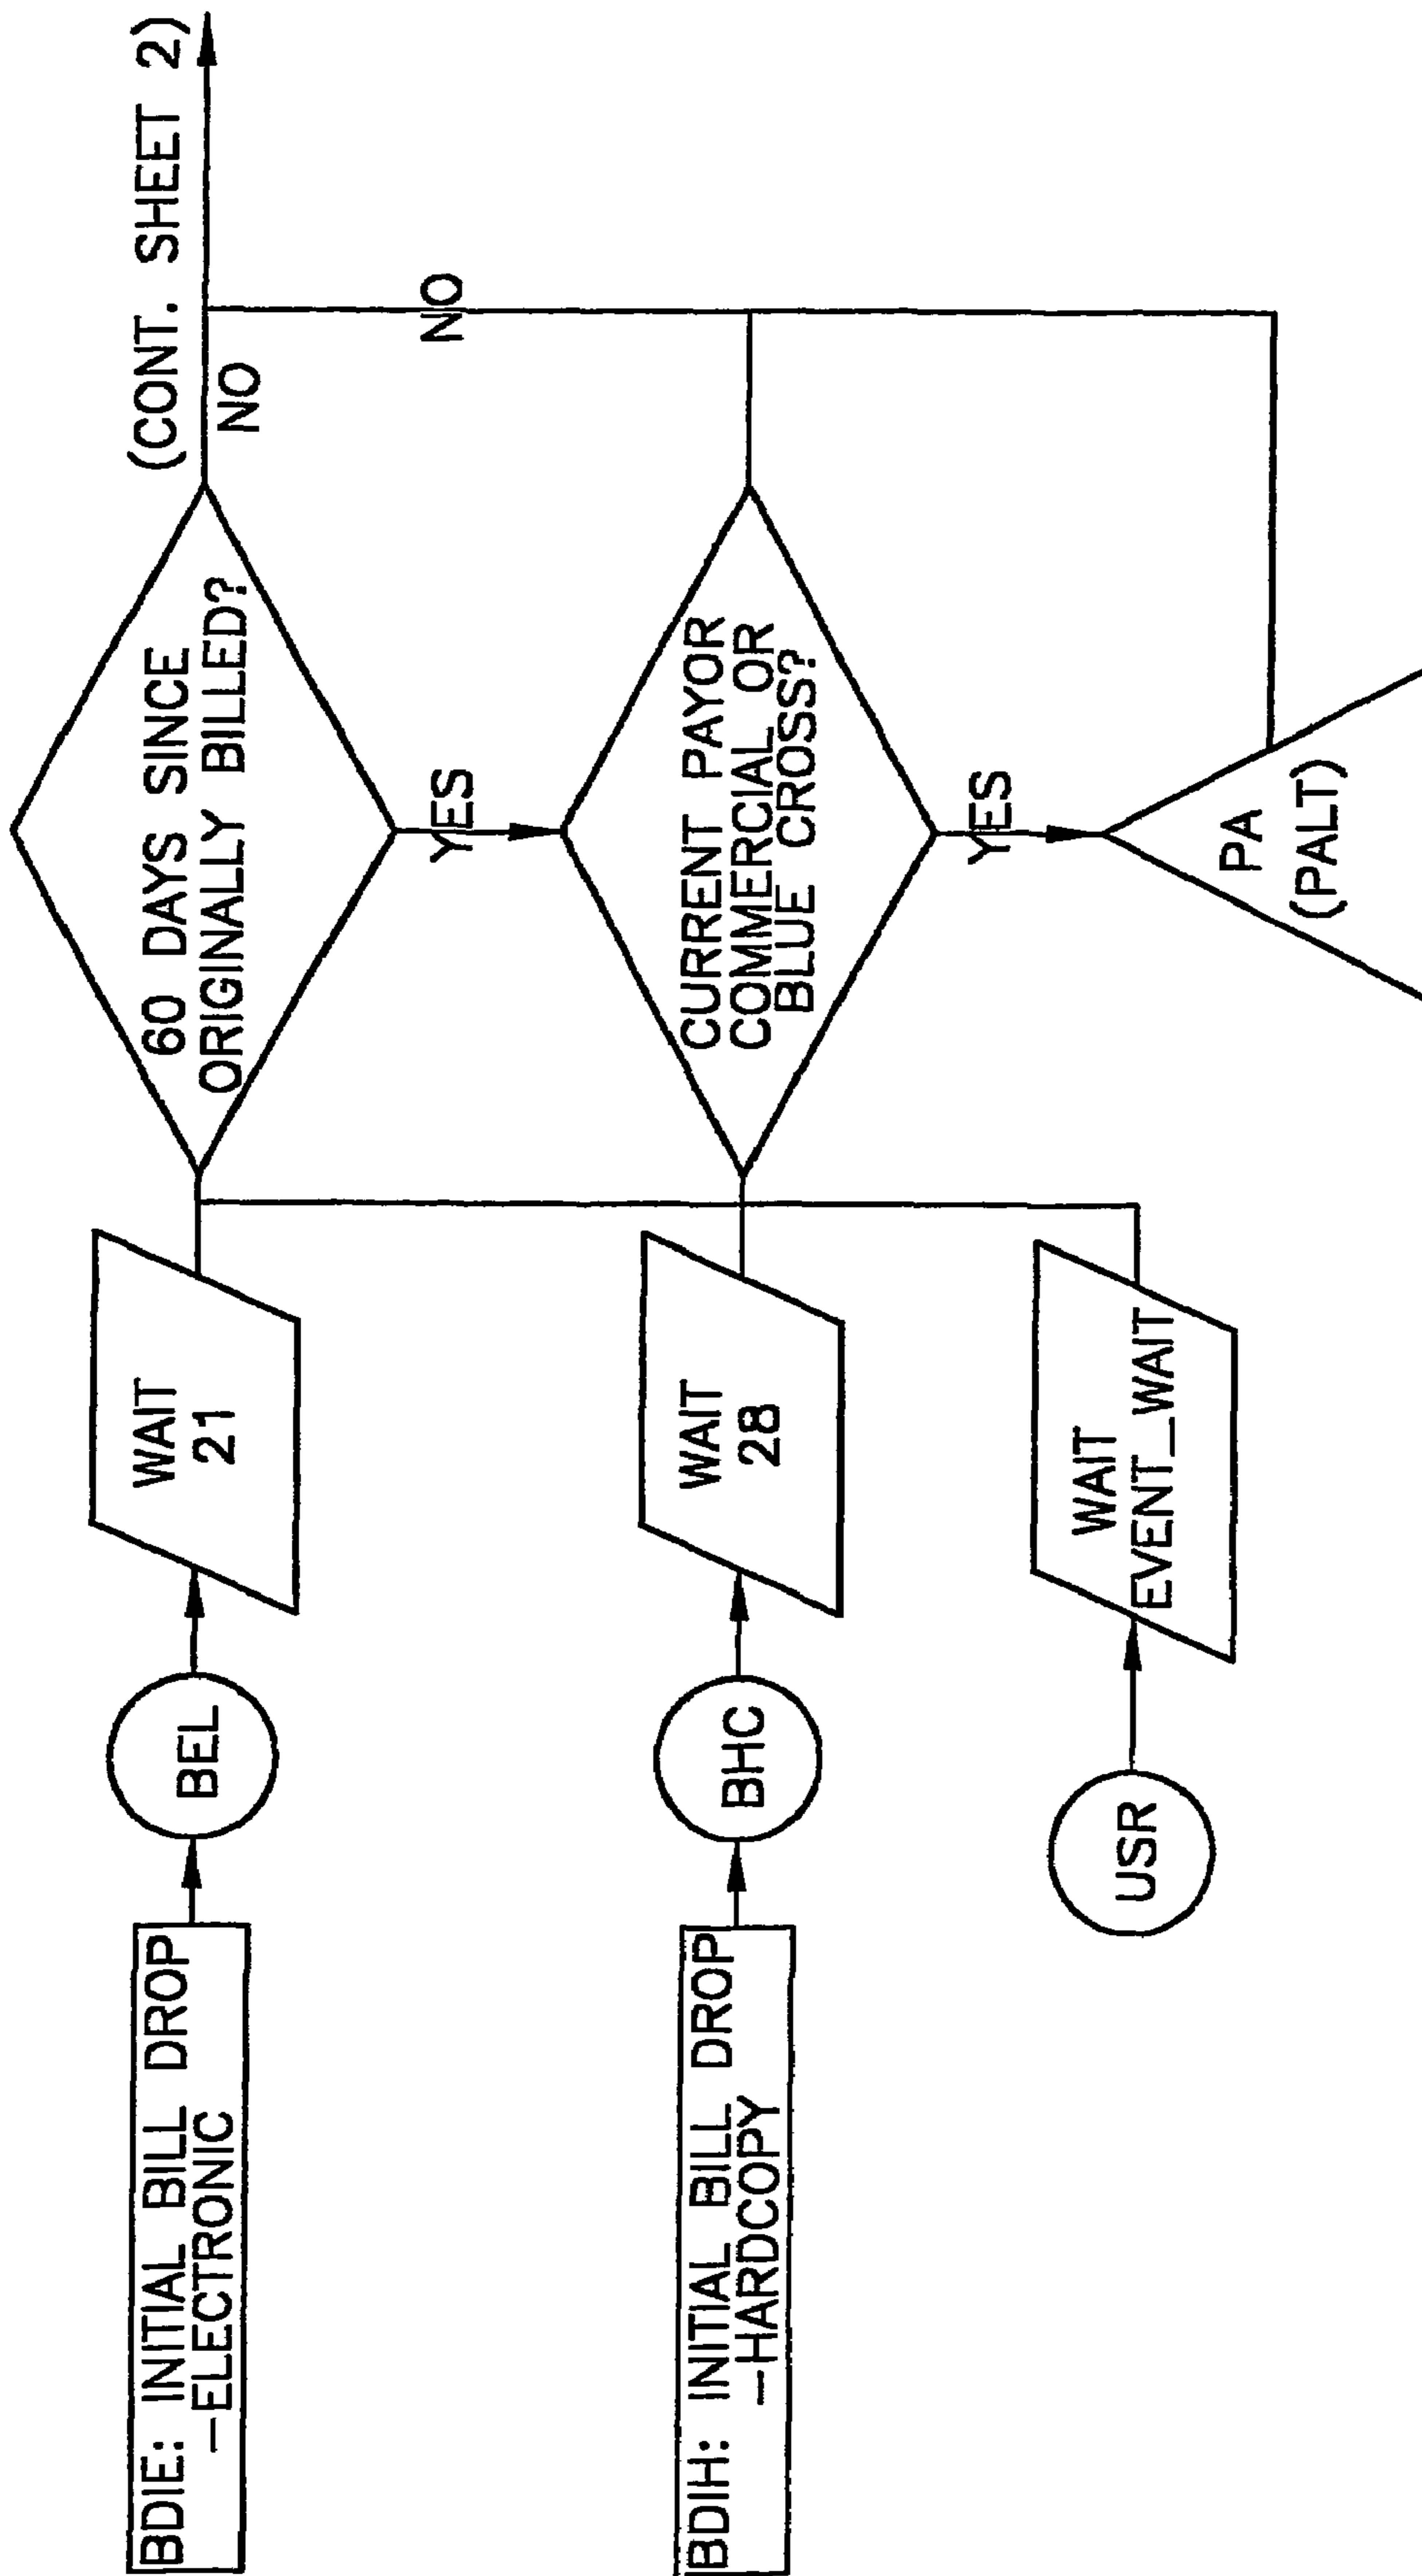 BDIE: INITIAL BILL DROP
-ELECTRONIC
BEL
WAIT
21
60 DAYS SINCE
ORIGINALLY BILLED?
NO
(CONT. SHEET 2)
YES
NO
BDIH: INITIAL BILL DROP
-HARDCOPY
BHC
WAIT
28
CURRENT PAYOR
COMMERCIAL OR
BLUE CROSS?
YES
USR
WAIT
EVENT_WAIT
PA
(PALT)